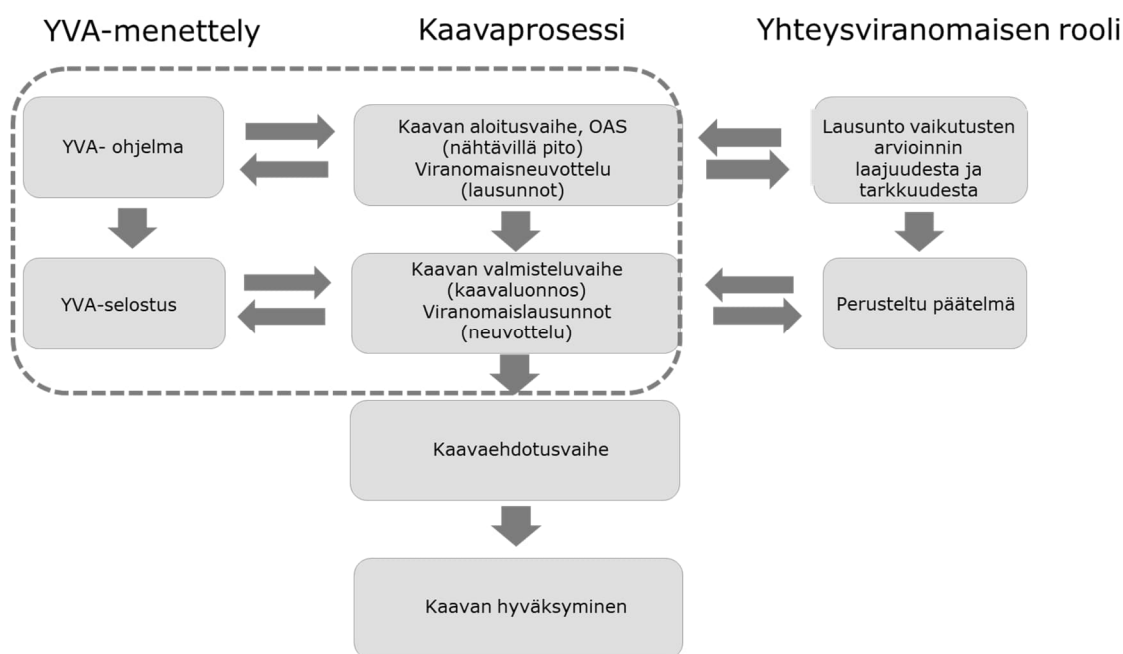 YVA-menettely
Kaavaprosessi
Yhteysviranomaisen rooli
YVA- ohjelma
Kaavan aloitusvaihe, OAS
(nähtävillä pito)
Viranomaisneuvottelu
(lausunnot)
Lausunto vaikutusten
arvioinnin
laajuudesta ja
tarkkuudesta
YVA-selostus
Kaavan valmisteluvaihe
(kaavaluonnos)
Viranomaislausunnot
(neuvottelu)
Perusteltu päätelmä
Kaavaehdotusvaihe
Kaavan hyväksyminen